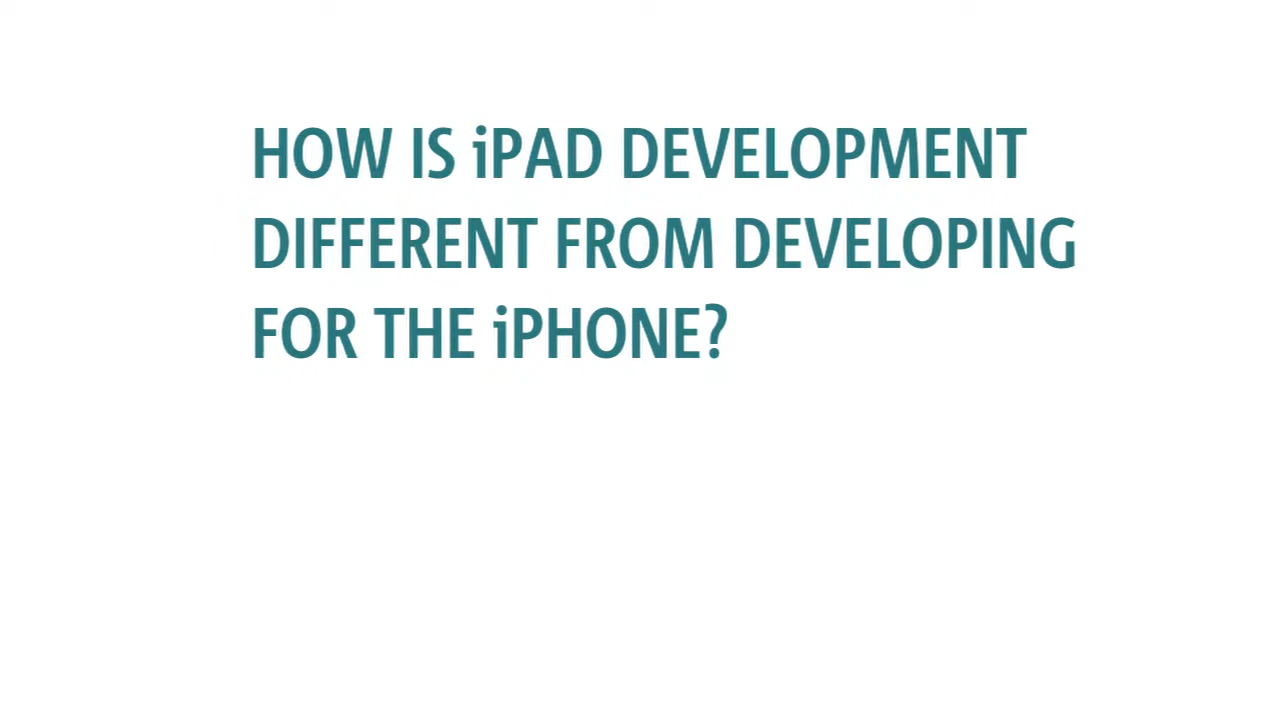 HOW IS iPAD DEVELOPMENT
DIFFERENT FROM DEVELOPING
FOR THE iPHONE?